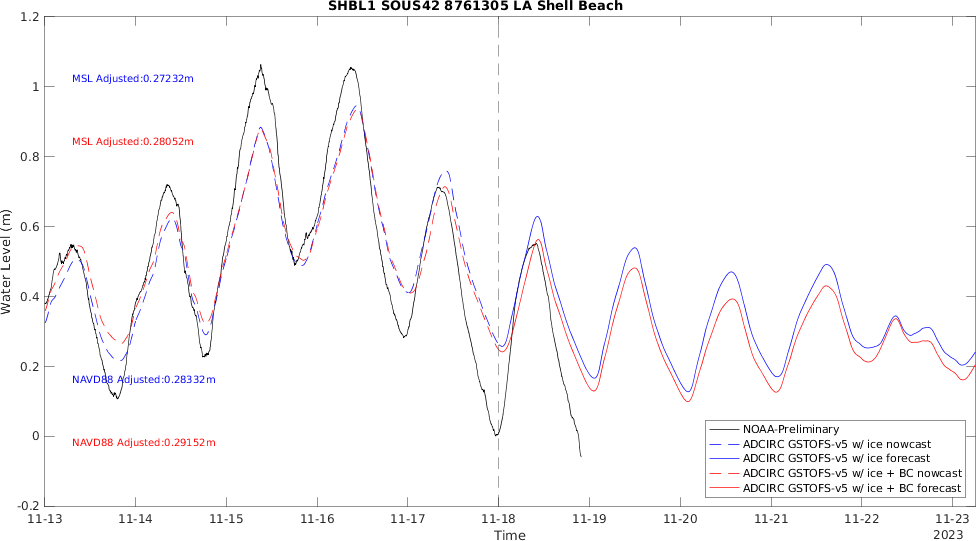 SHBL1 SOUS42 8761305 LA Shell Beach
1.2
1
0.8
0.6
0.4
0.2
0
-0.2
Water Level (m)
MSL Adjusted:0.27232m
MSL Adjusted:0.28052m
NAVD88 Adjusted:0.28332m
NAVD88 Adjusted:0.29152m
NOAA-Preliminary
ADCIRC GSTOFS-v5 w/ ice nowcast
ADCIRC GSTOFS-v5 w/ ice forecast
ADCIRC GSTOFS-v5 w/ ice + BC nowcast
ADCIRC GSTOFS-v5 w/ ice + BC forecast
11-13 11-14 11-15 11-16 11-17 11-18 11-19 11-20 11-21 11-22 11-23
Time 2023